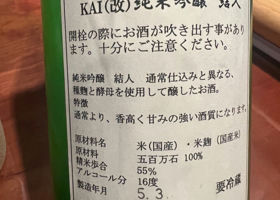 KAI(改)純米吟醸 結人
開栓の際にお酒が吹き出す事があり
ます。十分にご注意ください。
純米吟醸 結人 通常仕込みと異なる、
種麹と酵母を使用して醸したお酒。
特徴
通常より、香高く甘みの強い酒質になります。
原材料名 米(国産)・米麹(国産米)
原料米 五百万石 100%
精米歩合 55%
アルコール分 16度
製造年月 5.3
要冷蔵